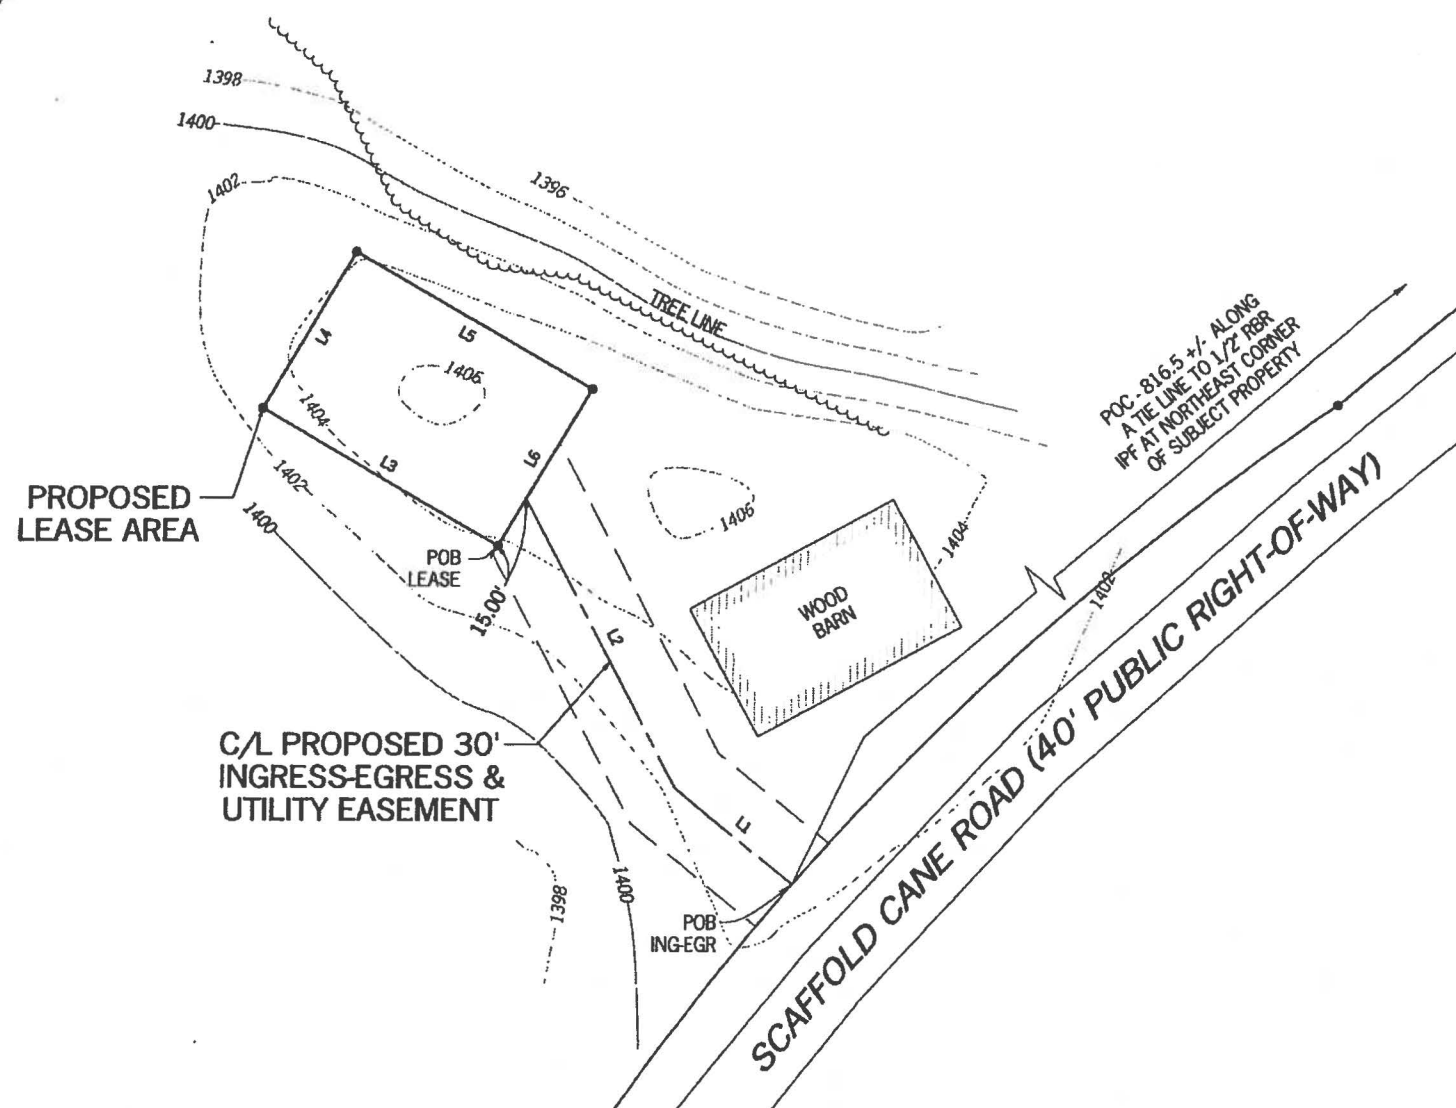 1398
1400
1402
1396
TREE LINE
L5
L4
1406
1404
L6
L3
1402
1400
PROPOSED
LEASE AREA
POB
LEASE
15.00'
L2
1406
WOOD
BARN
1404
1402
POC - 816.5 +/- ALONG
A TIE LINE TO 1/2" RBR
IPF AT NORTHEAST CORNER
OF SUBJECT PROPERTY
C/L PROPOSED 30'
INGRESS-EGRESS &
UTILITY EASEMENT
L1
1400
1398
POB
ING-EGR
SCAFFOLD CANE ROAD (40' PUBLIC RIGHT-OF-WAY)